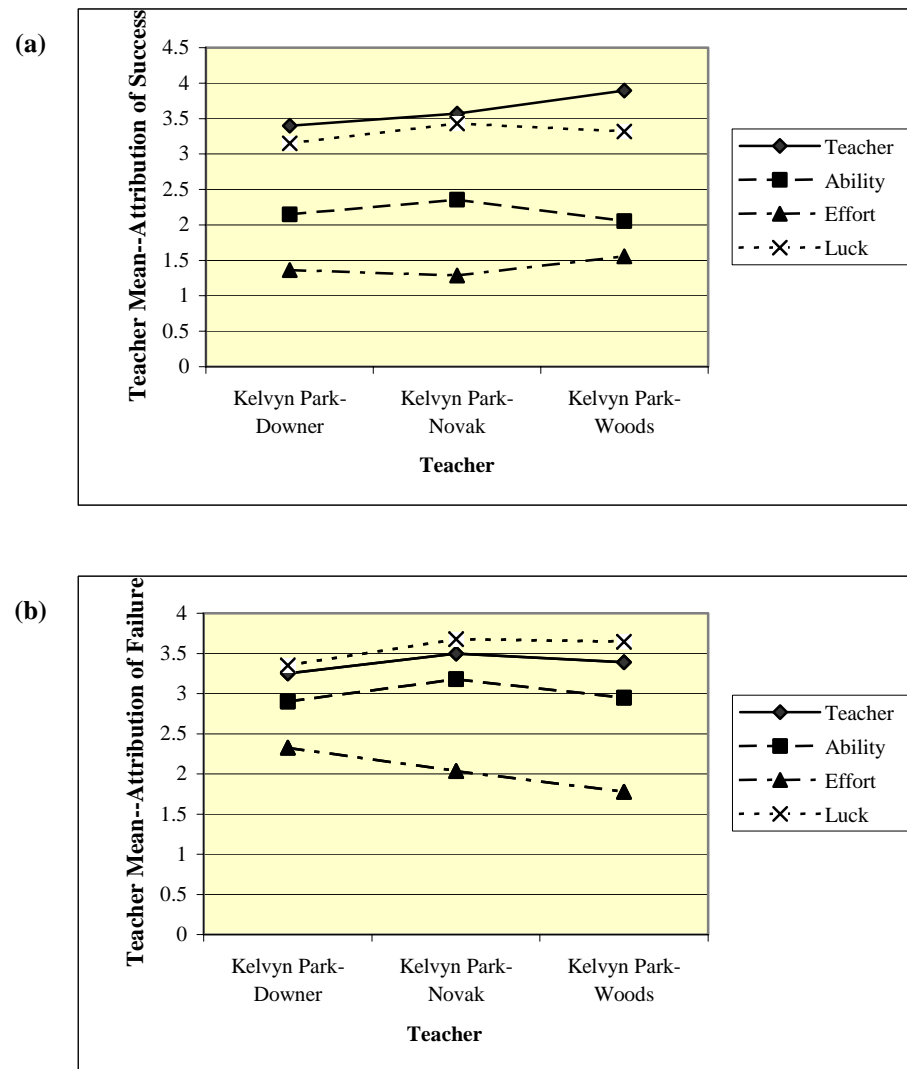 (a)
Teacher Mean--Attribution of Success
4.5
4
3.5
3
2.5
2
1.5
1
0.5
0
Kelvyn Park-
Downer
Kelvyn Park-
Novak
Kelvyn Park-
Woods
Teacher
Teacher
Ability
Effort
Luck
(b)
Teacher Mean--Attribution of Failure
4
3.5
3
2.5
2
1.5
1
0.5
0
Kelvyn Park-
Downer
Kelvyn Park-
Novak
Kelvyn Park-
Woods
Teacher
Teacher
Ability
Effort
Luck